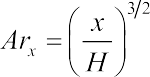 Ar_x = (x/H)^{3/2}